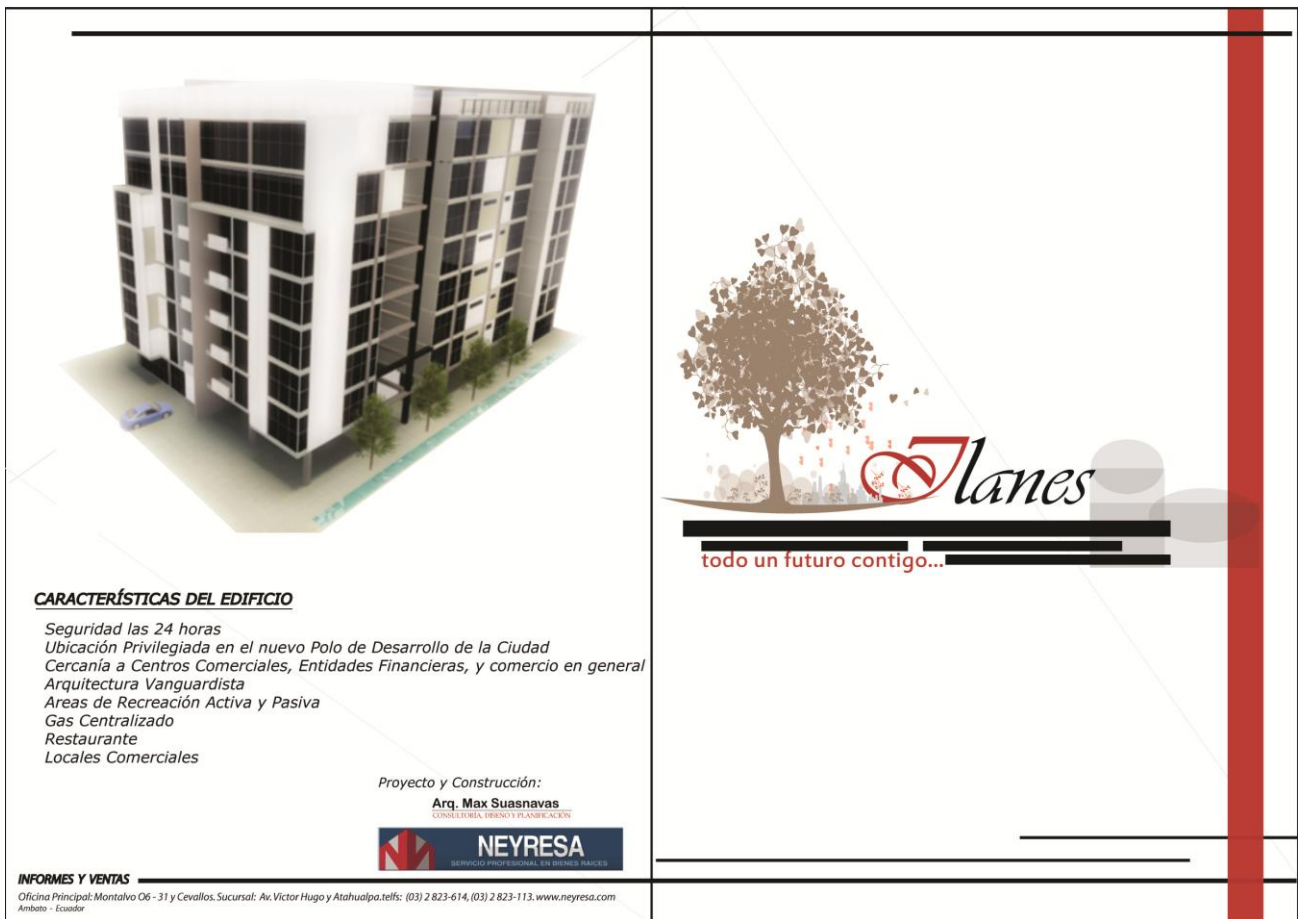 CARACTERÍSTICAS DEL EDIFICIO
Seguridad las 24 horas
Ubicación Privilegiada en el nuevo Polo de Desarrollo de la Ciudad
Cercanía a Centros Comerciales, Entidades Financieras, y comercio en general
Arquitectura Vanguardista
Areas de Recreación Activa y Pasiva
Gas Centralizado
Restaurante
Locales Comerciales
Proyecto y Construcción:
Arq. Max Suasnavas
CONSULTORÍA, DISENO Y PLANIFICACIÓN
NEYRESA
SERVICIO PROFESIONAL EN BIENES RAICES
INFORMES Y VENTAS
Oficina Principal: Montalvo O6 - 31 y Cevallos. Sucursal: Av. Victor Hugo y Atahualpa. telfs: (03) 2 823-614, (03) 2 823-113. www.neyresa.com
Ambato - Ecuador
Ilanes
todo un futuro contigo...